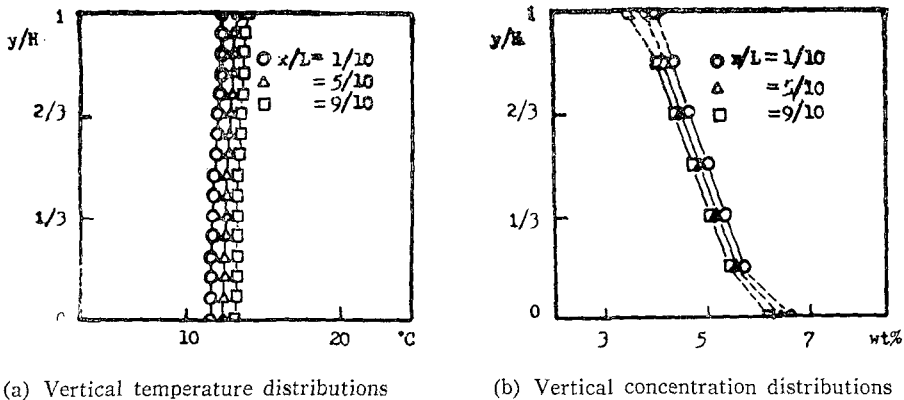 1
y/H
2/3
1/3
0
10
20
°C
○ x/L= 1/10
△ =5/10
□ =9/10
(a) Vertical temperature distributions
1
y/H
2/3
1/3
0
3
5
7
wt%
○ x/L=1/10
△ =5/10
□ =9/10
(b) Vertical concentration distributions